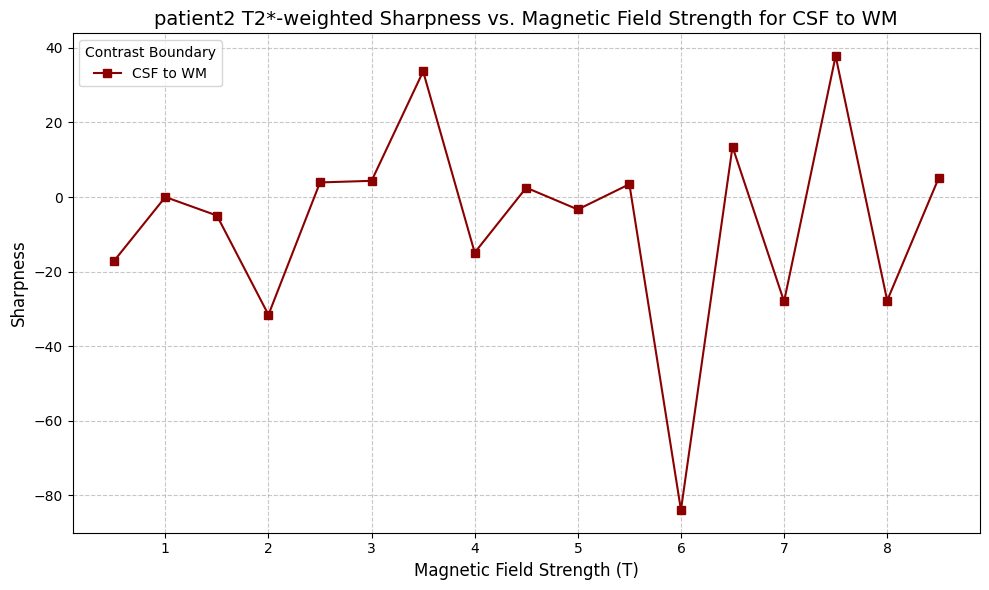 patient2 T2*-weighted Sharpness vs. Magnetic Field Strength for CSF to WM
Contrast Boundary
CSF to WM
Sharpness
40
20
0
−20
−40
−60
−80
1 2 3 4 5 6 7 8
Magnetic Field Strength (T)